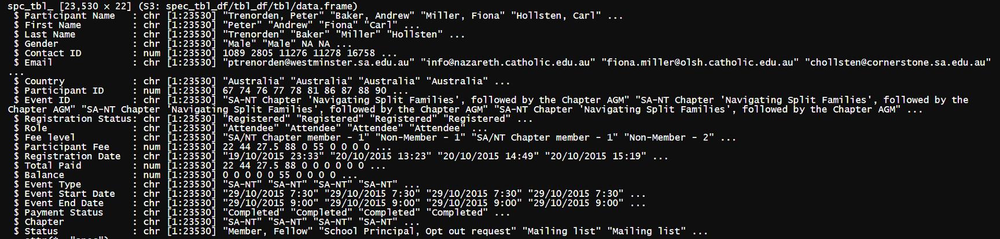 spc_tbl_ [23,530 × 22] (S3: spec_tbl_df/tbl_df/tbl/data.frame)
 $ Participant Name   : chr [1:23530] "Trenorden, Peter" "Baker, Andrew" "Miller, Fiona" "Hollsten, Carl" ...
 $ First Name         : chr [1:23530] "Peter" "Andrew" "Fiona" "Carl" ...
 $ Last Name          : chr [1:23530] "Trenorden" "Baker" "Miller" "Hollsten" ...
 $ Gender             : chr [1:23530] "Male" "Male" NA NA ...
 $ Contact ID         : num [1:23530] 1089 2805 11276 11278 16758 ...
 $ Email              : chr [1:23530] "ptrenorden@westminster.sa.edu.au" "info@nazareth.catholic.edu.au" "fiona.miller@olsh.catholic.edu.au" "chollsten@cornerstone.sa.edu.au"
...
 $ Country            : chr [1:23530] "Australia" "Australia" "Australia" "Australia" ...
 $ Participant ID     : num [1:23530] 67 74 76 77 78 81 86 87 88 90 ...
 $ Event ID           : chr [1:23530] "SA-NT Chapter 'Navigating Split Families', followed by the Chapter AGM" "SA-NT Chapter 'Navigating Split Families', followed by the
Chapter AGM" "SA-NT Chapter 'Navigating Split Families', followed by the Chapter AGM" "SA-NT Chapter 'Navigating Split Families', followed by the Chapter AGM" ...
 $ Registration Status: chr [1:23530] "Registered" "Registered" "Registered" "Registered" ...
 $ Role               : chr [1:23530] "Attendee" "Attendee" "Attendee" "Attendee" ...
 $ Fee level          : chr [1:23530] "SA/NT Chapter member - 1" "Non-Member - 1" "SA/NT Chapter member - 1" "Non-Member - 2" ...
 $ Participant Fee    : num [1:23530] 22 44 27.5 88 0 55 0 0 0 0 ...
 $ Registration Date  : chr [1:23530] "19/10/2015 23:33" "20/10/2015 13:23" "20/10/2015 14:49" "20/10/2015 15:19" ...
 $ Total Paid         : num [1:23530] 22 44 27.5 88 0 0 0 0 0 0 ...
 $ Balance            : num [1:23530] 0 0 0 0 0 55 0 0 0 0 ...
 $ Event Type         : chr [1:23530] "SA-NT" "SA-NT" "SA-NT" "SA-NT" ...
 $ Event Start Date   : chr [1:23530] "29/10/2015 7:30" "29/10/2015 7:30" "29/10/2015 7:30" "29/10/2015 7:30" ...
 $ Event End Date     : chr [1:23530] "29/10/2015 9:00" "29/10/2015 9:00" "29/10/2015 9:00" "29/10/2015 9:00" ...
 $ Payment Status     : chr [1:23530] "Completed" "Completed" "Completed" "Completed" ...
 $ Chapter            : chr [1:23530] "SA-NT" "SA-NT" "SA-NT" "SA-NT" ...
 $ Status             : chr [1:23530] "Member, Fellow" "School Principal, Opt out request" "Mailing list" "Mailing list" ...